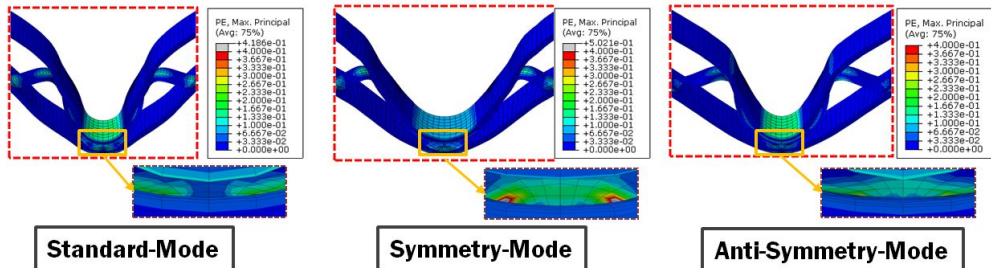 PE, Max. Principal
(Avg: 75%)
+4.186e-01
+4.000e-01
+3.667e-01
+3.333e-01
+3.000e-01
+2.667e-01
+2.333e-01
+2.000e-01
+1.667e-01
+1.333e-01
+1.000e-01
+6.667e-02
+3.333e-02
+0.000e+00
Standard-Mode
PE, Max. Principal
(Avg: 75%)
+5.021e-01
+4.000e-01
+3.667e-01
+3.333e-01
+3.000e-01
+2.667e-01
+2.333e-01
+2.000e-01
+1.667e-01
+1.333e-01
+1.000e-01
+6.667e-02
+3.333e-02
+0.000e+00
Symmetry-Mode
PE, Max. Principal
(Avg: 75%)
+4.000e-01
+3.667e-01
+3.333e-01
+3.000e-01
+2.667e-01
+2.333e-01
+2.000e-01
+1.667e-01
+1.333e-01
+1.000e-01
+6.667e-02
+3.333e-02
+0.000e+00
Anti-Symmetry-Mode